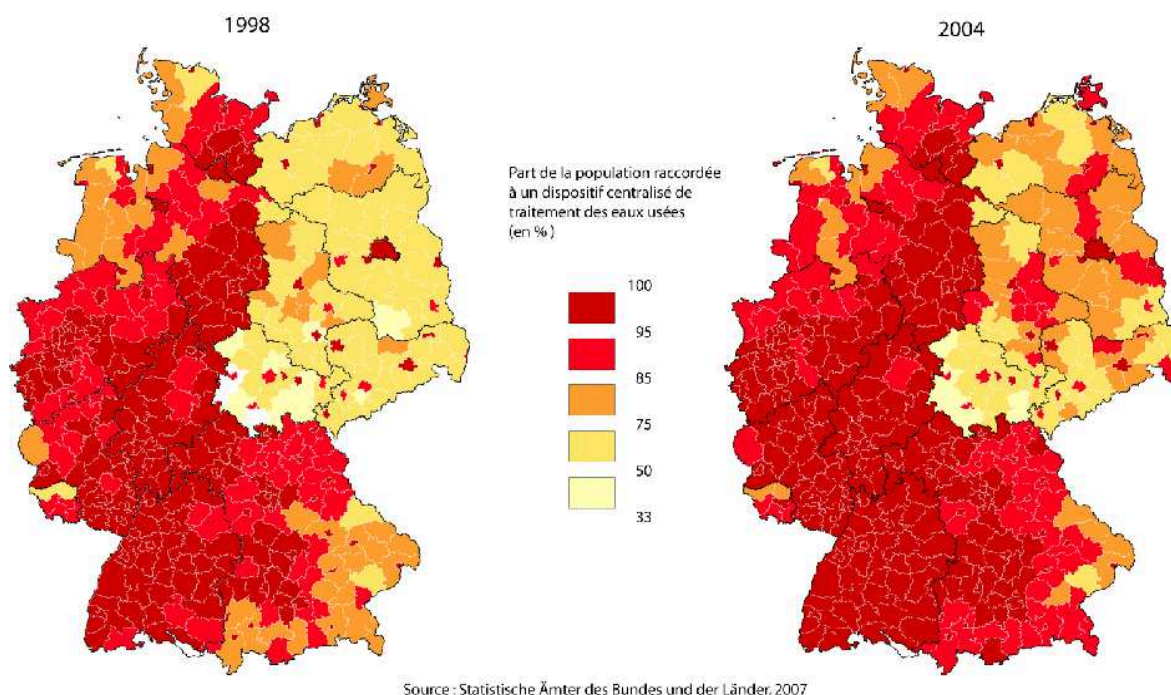 1998
2004
Part de la population raccordée
à un dispositif centralisé de
traitement des eaux usées
(en %)
100
95
85
75
50
33
Source : Statistische Ämter des Bundes und der Länder, 2007